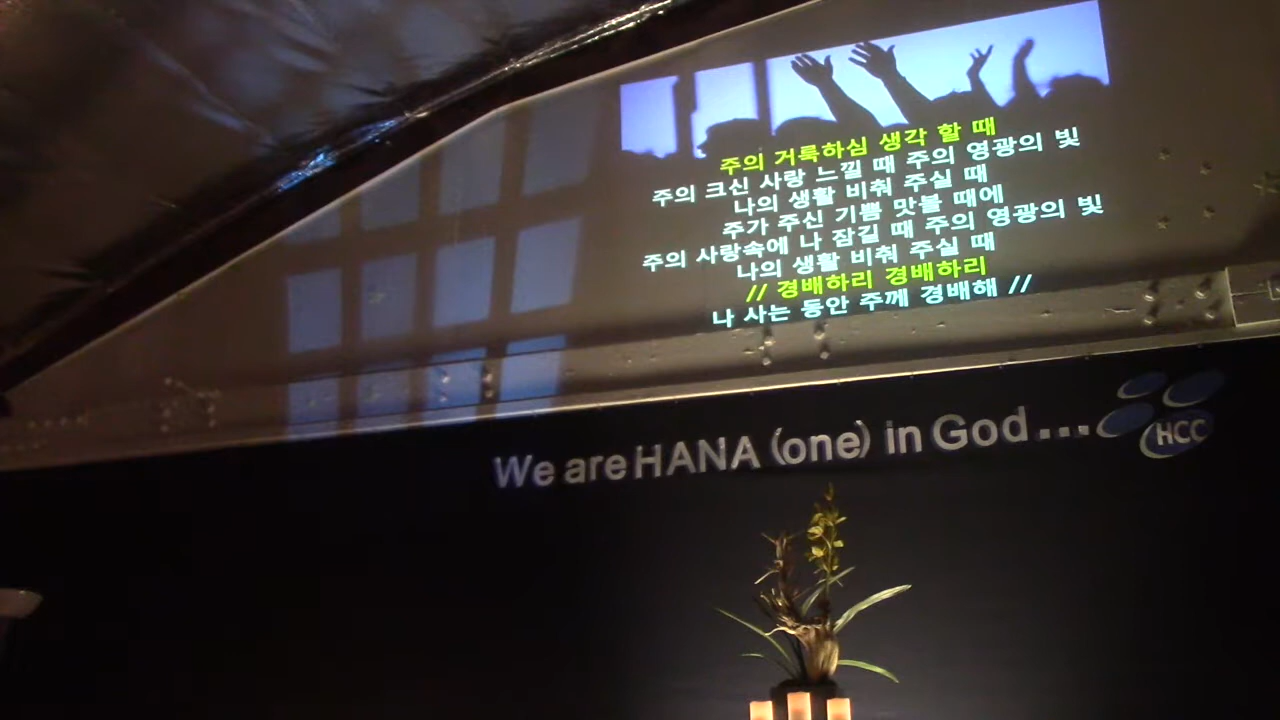 주의 거룩하심 생각 할 때
주의 크신 사랑 느낄 때 주의 영광의 빛
나의 생활 비춰 주실 때
주가 주신 기쁨 맛볼 때에
주의 사랑속에 나 잠길 때 주의 영광의 빛
나의 생활 비춰 주실 때
// 경배하리 경배하리
나 사는 동안 주께 경배해 //
We are HANA (one) in God...
HCC